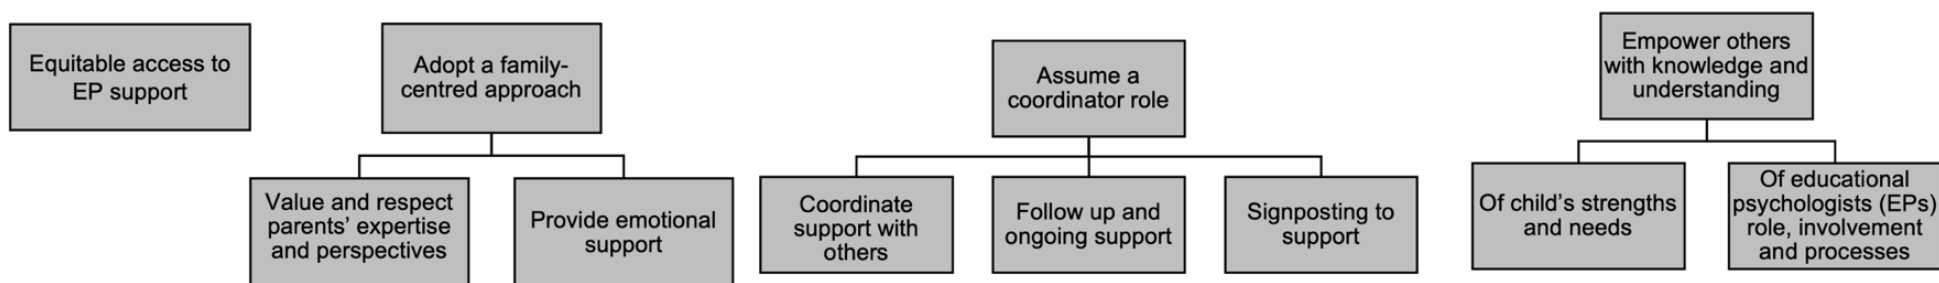 Equitable access to
EP support
Adopt a family-
centred approach
Value and respect
parents' expertise
and perspectives
Provide emotional
support
Assume a
coordinator role
Coordinate
support with
others
Follow up and
ongoing support
Signposting to
support
Empower others
with knowledge and
understanding
Of child's strengths
and needs
Of educational
psychologists (EPs)
role, involvement
and processes